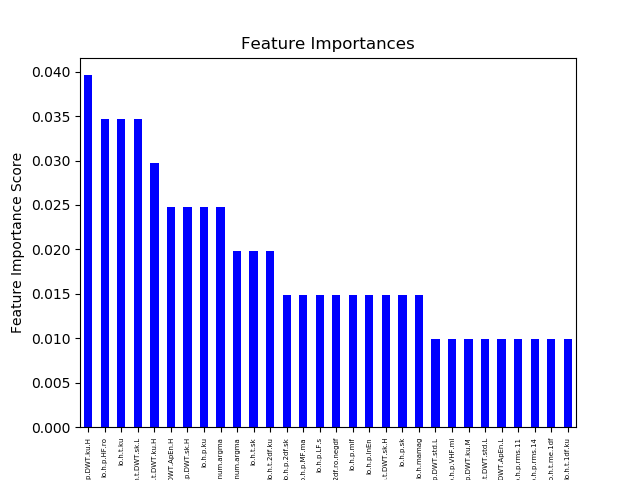 Feature Importances
Feature Importance Score
0.040
0.035
0.030
0.025
0.020
0.015
0.010
0.005
0.000
p.DWT.ku.H
lo.h.p.HF.ro
lo.h.t.ku
.t.DWT.sk.L
.t.DWT.ku.H
DWT.ApEn.H
p.DWT.sk.H
lo.h.p.ku
num.argma
num.argma
lo.h.t.sk
lo.h.t.2df.ku
lo.h.p.2df.sk
o.h.p.MF.ma
lo.h.p.LF.s
2df.ro.negdf
lo.h.p.mif
lo.h.p.InEn
.t.DWT.sk.H
lo.h.p.sk
lo.h.mamag
p.DWT.std.L
.h.p.VHF.mi
p.DWT.ku.M
.t.DWT.std.L
DWT.ApEn.L
.h.p.rms.11
.h.p.rms.14
o.h.t.me.1df
lo.h.t.1df.ku